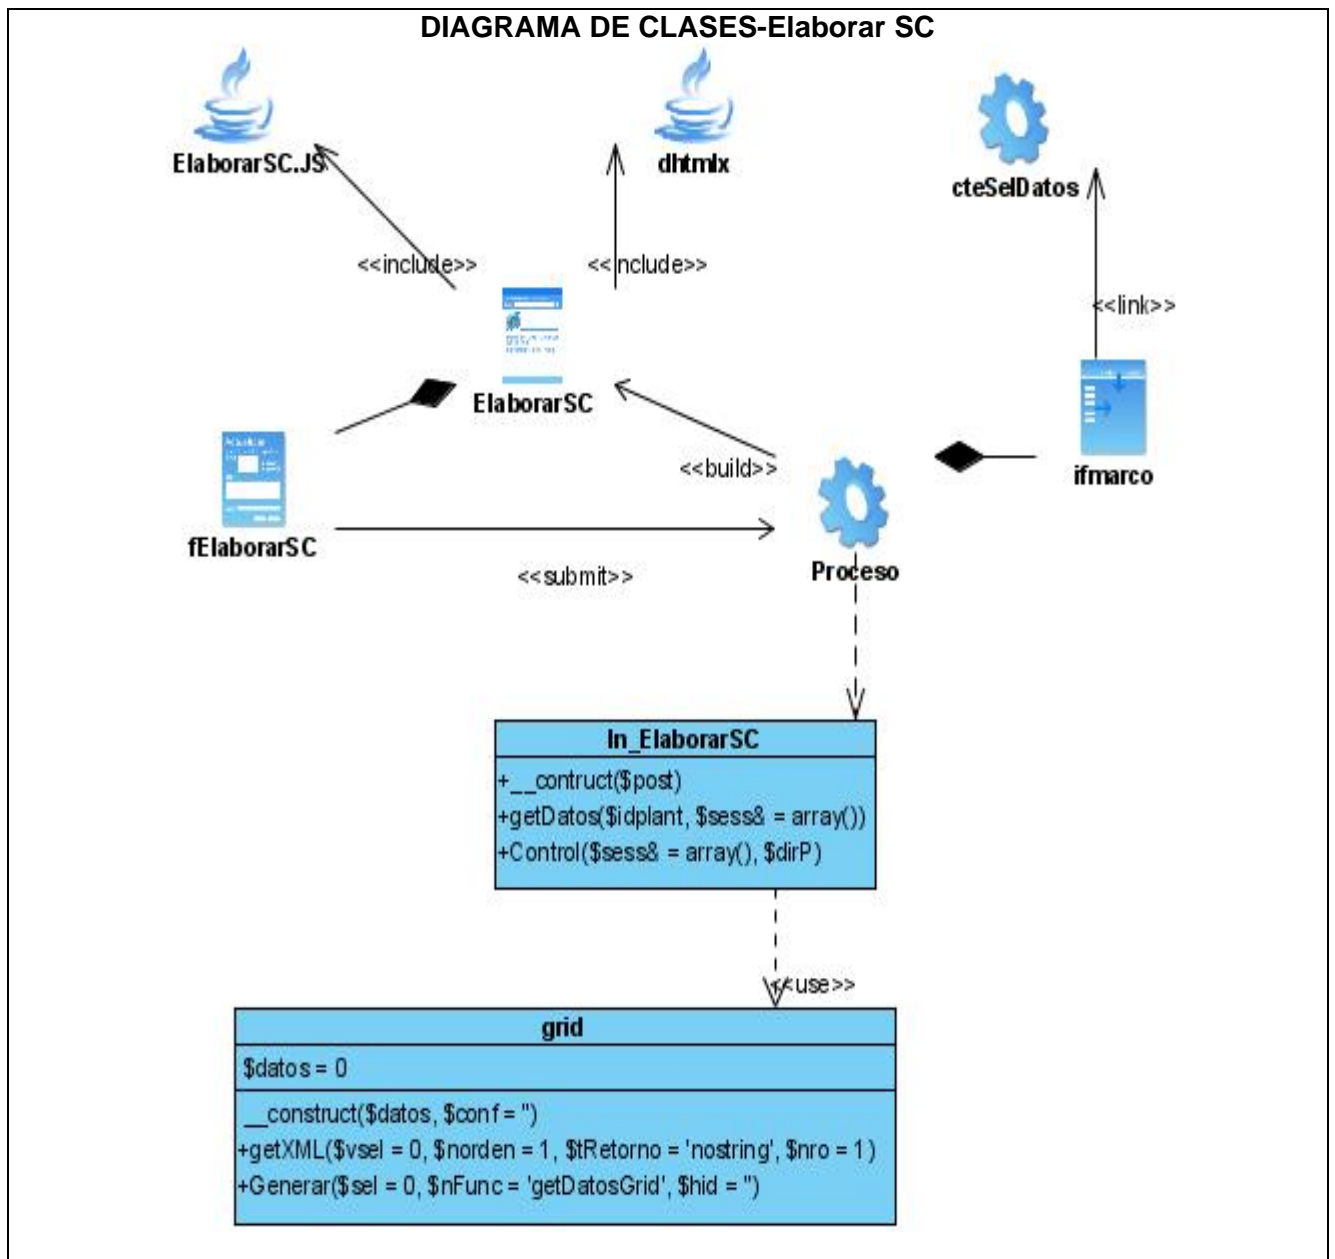 DIAGRAMA DE CLASES-Elaborar SC
ElaborarSC.JS
dhtmlx
cteSelDatos
<<include>>
<<include>>
<<link>>
ElaborarSC
<<build>>
ifmarco
fElaborarSC
<<submit>>
Proceso
ln_ElaborarSC
+__contruct($post)
+getDatos($idplant, $sess& = array())
+Control($sess& = array(), $dirP)
<<use>>
grid
$datos = 0
__construct($datos, $conf = '')
+getXML($vsel = 0, $norden = 1, $tRetorno = 'nostring', $nro = 1)
+Generar($sel = 0, $nFunc = 'getDatosGrid', $hid = '')